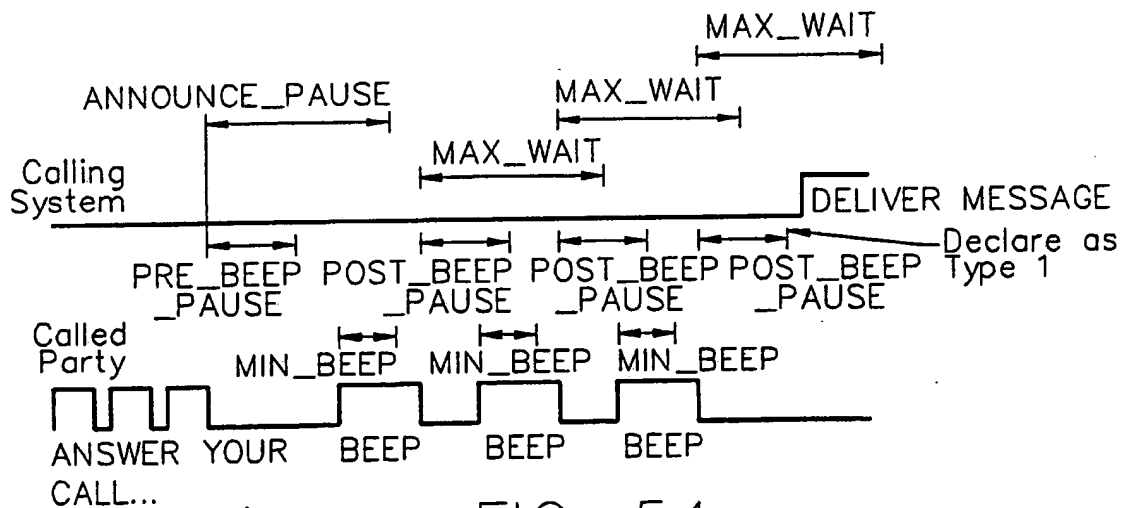 MAX_WAIT
ANNOUNCE_PAUSE
MAX_WAIT
MAX_WAIT
Calling
System
DELIVER MESSAGE
Declare as
Type 1
PRE_BEEP
_PAUSE
POST_BEEP
_PAUSE
POST_BEEP
_PAUSE
POST_BEEP
_PAUSE
Called
Party
MIN_BEEP
MIN_BEEP
MIN_BEEP
ANSWER YOUR
CALL...
BEEP
BEEP
BEEP